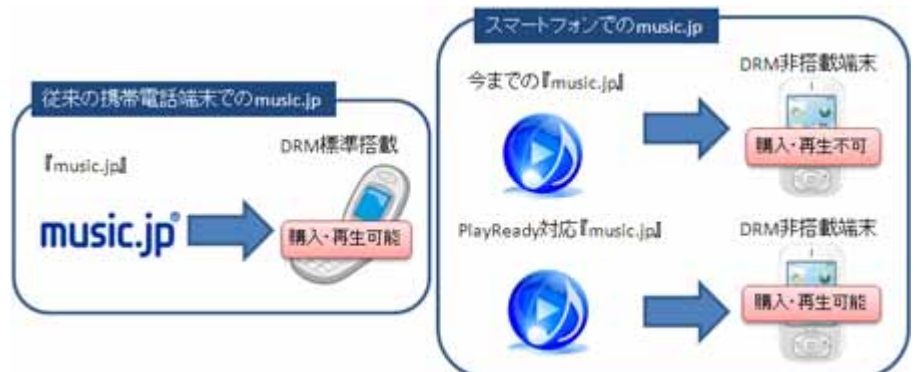 従来の携帯電話端末でのmusic.jp
『music.jp』
DRM標準搭載
music.jp®
購入・再生可能
スマートフォンでのmusic.jp
今までの『music.jp』
DRM非搭載端末
購入・再生不可
PlayReady対応『music.jp』
DRM非搭載端末
購入・再生可能